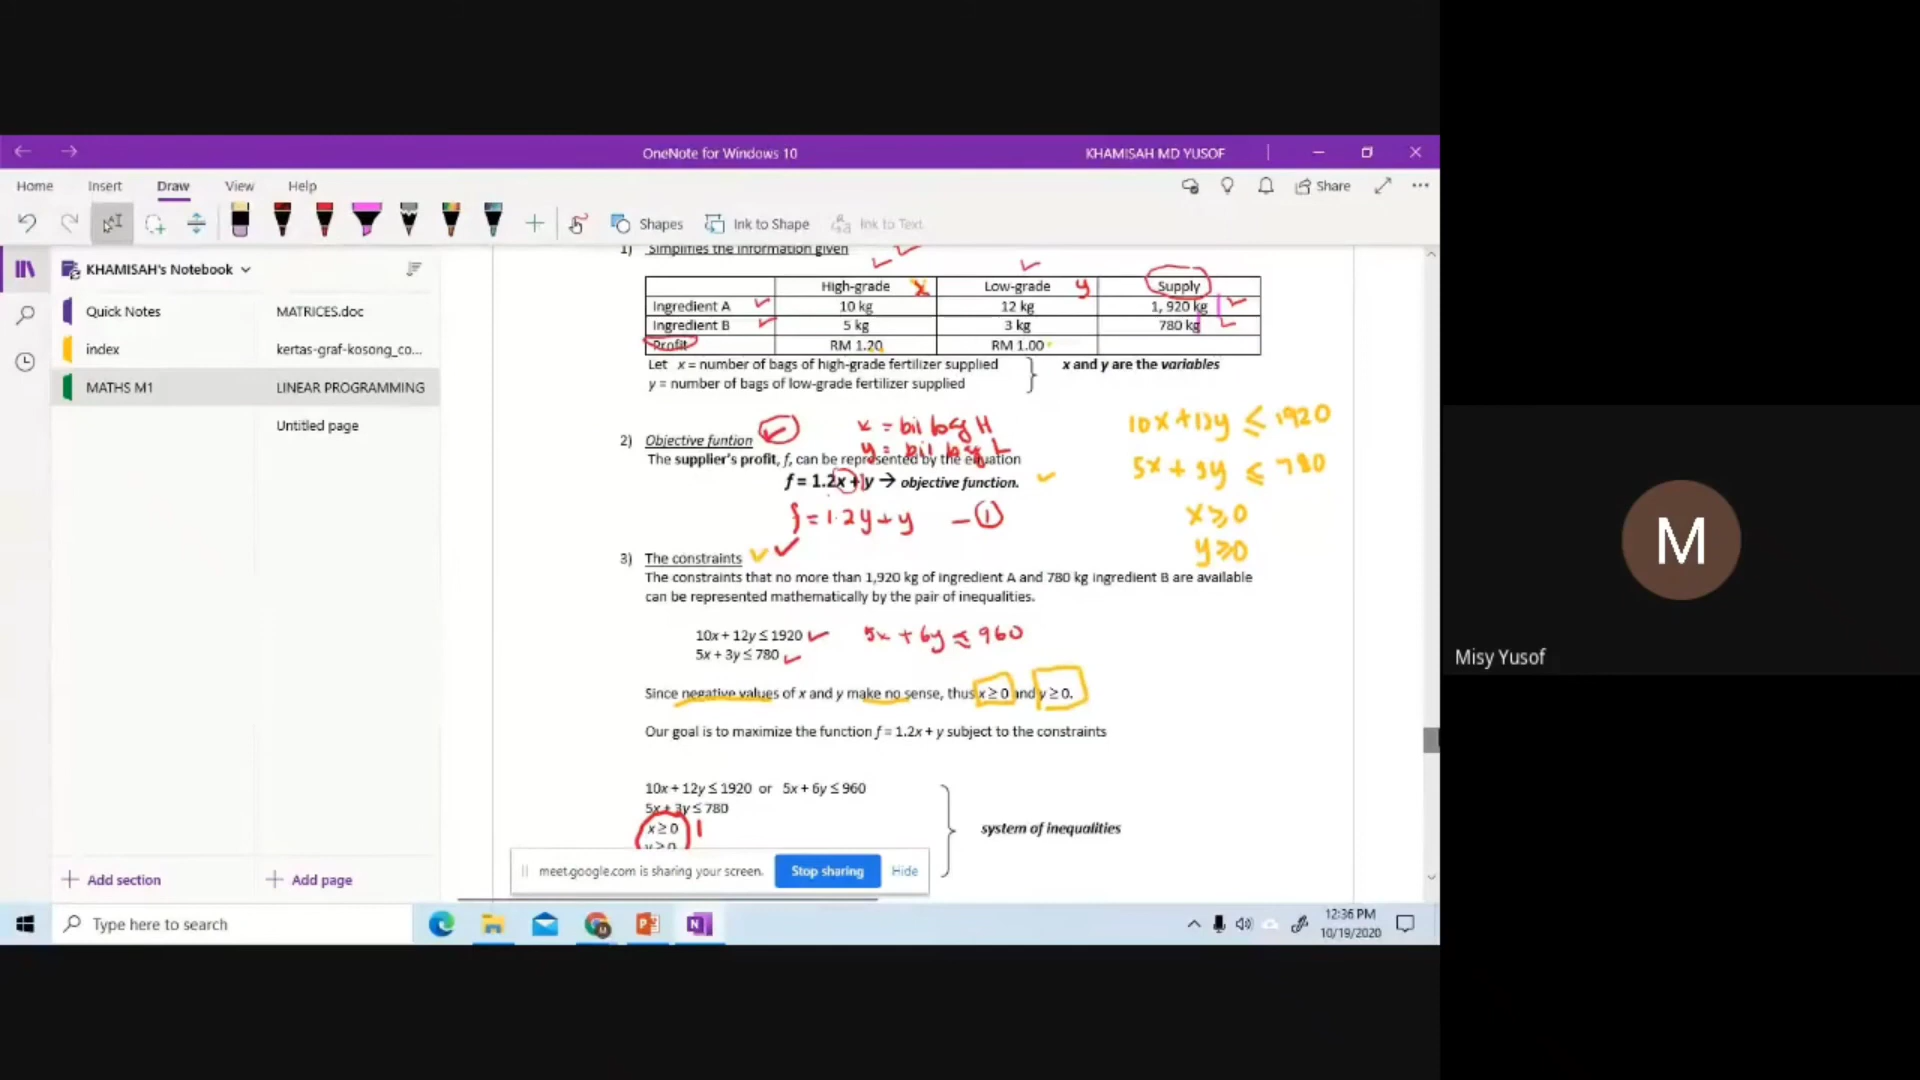 OneNote for Windows 10
KHAMISAH MD YUSOF
Home Insert Draw View Help
Share
Shapes
Ink to Shape
Ink to Text
KHAMISAH's Notebook
Quick Notes
index
MATHS M1
MATRICES.doc
kertas-graf-kosong_co...
LINEAR PROGRAMMING
Untitled page
1) Simplifies the information given
High-grade x Low-grade y Supply
Ingredient A 10 kg 12 kg 1, 920 kg
Ingredient B 5 kg 3 kg 780 kg
Profit RM 1.20 RM 1.00
Let x = number of bags of high-grade fertilizer supplied
y = number of bags of low-grade fertilizer supplied
x and y are the variables
x = bil bag H
y = bil bag L
10x + 12y ≤ 1920
5x + 3y ≤ 780
x ≥ 0
y ≥ 0
2) Objective funtion
The supplier's profit, f, can be represented by the equation
f = 1.2x + y → objective function.
f = 1.2y + y – 1
3) The constraints
The constraints that no more than 1,920 kg of ingredient A and 780 kg ingredient B are available
can be represented mathematically by the pair of inequalities.
10x + 12y ≤ 1920
5x + 6y ≤ 960
5x + 3y ≤ 780
Since negative values of x and y make no sense, thus x ≥ 0 and y ≥ 0.
Our goal is to maximize the function f = 1.2x + y subject to the constraints
10x + 12y ≤ 1920 or 5x + 6y ≤ 960
5x + 3y ≤ 780
x ≥ 0
y ≥ 0
system of inequalities
Add section
Add page
meet.google.com is sharing your screen.
Stop sharing
Hide
Type here to search
12:36 PM
10/19/2020
M
Misy Yusof